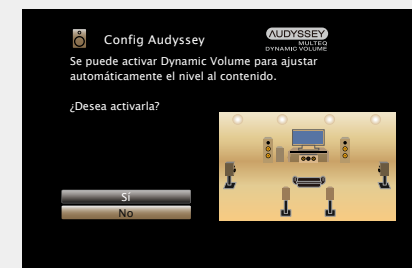 Config Audyssey
AUDYSSEY
MULTEQ
DYNAMIC VOLUME
Se puede activar Dynamic Volume para ajustar
automáticamente el nivel al contenido.
¿Desea activarla?
Sí
No